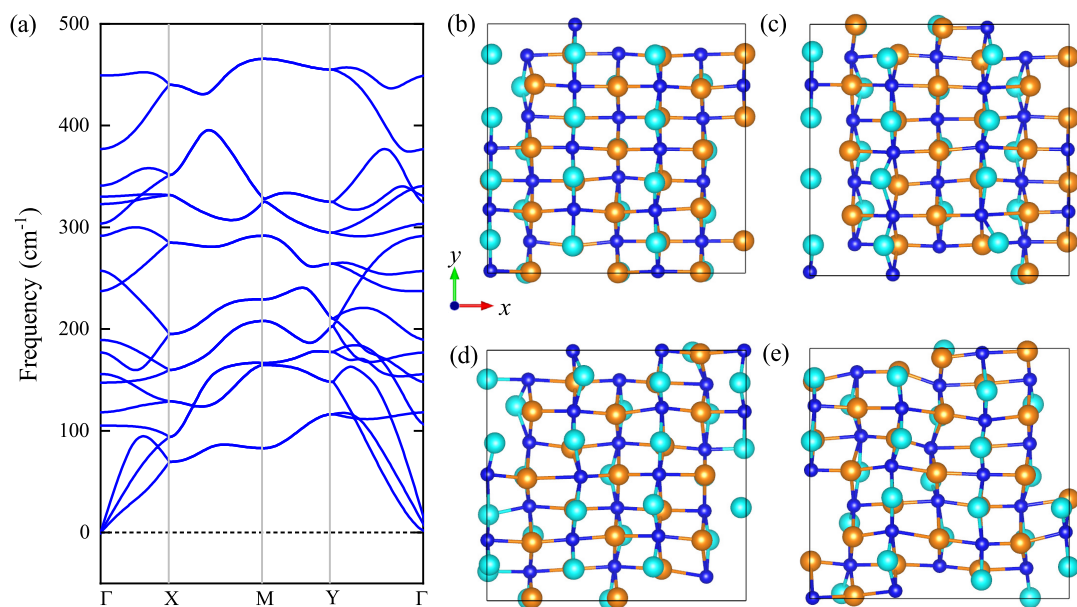 (a)
500
400
300
200
100
0
Frequency (cm⁻¹)
Γ X M Y Γ
(b)
(c)
y
x
(d)
(e)